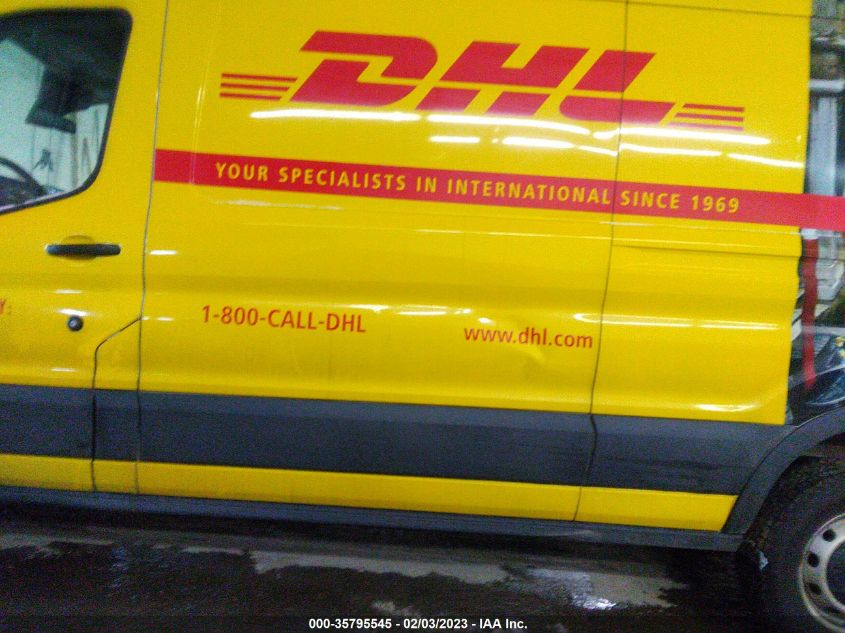 DHL
YOUR SPECIALISTS IN INTERNATIONAL SINCE 1969
1-800-CALL-DHL
www.dhl.com
000-35795545 - 02/03/2023 - IAA Inc.